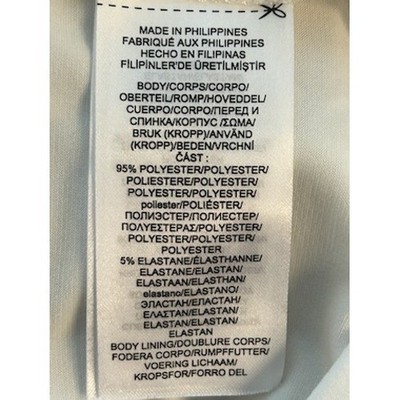 MADE IN PHILIPPINES
FABRIQUÉ AUX PHILIPPINES
HECHO EN FILIPINAS
FİLİPİNLER'DE ÜRETİLMİŞTİR
BODY/CORPS/CORPO/
OBERTEIL/ROMP/HOVEDDEL/
CUERPO/CORPO/ПЕРЕД И
СПИНКА/КОРПУС /ΣΩΜΑ/
BRUK (KROPP)/ANVÄND
(KROPP)/BEDEN/VRCHNÍ
ČÁST :
95% POLYESTER/POLYESTER/
POLIESTERE/POLYESTER/
POLYESTER/POLYESTER/
poliester/POLIÉSTER/
ПОЛИЭСТЕР/ПОЛИЕСТЕР/
ΠΟΛΥΕΣΤΕΡΑΣ/POLYESTER/
POLYESTER/POLYESTER/
POLYESTER
5% ELASTANE/ÉLASTHANNE/
ELASTANE/ELASTAN/
ELASTAAN/ELASTHAN/
elastano/ELASTANO/
ЭЛАСТАН/ЕЛАСТАН/
ΕΛΑΣΤΑΝ/ELASTAN/
ELASTAN/ELASTAN/
ELASTAN
BODY LINING/DOUBLURE CORPS/
FODERA CORPO/RUMPFFUTTER/
VOERING LICHAAM/
KROPSFOR/FORRO DEL